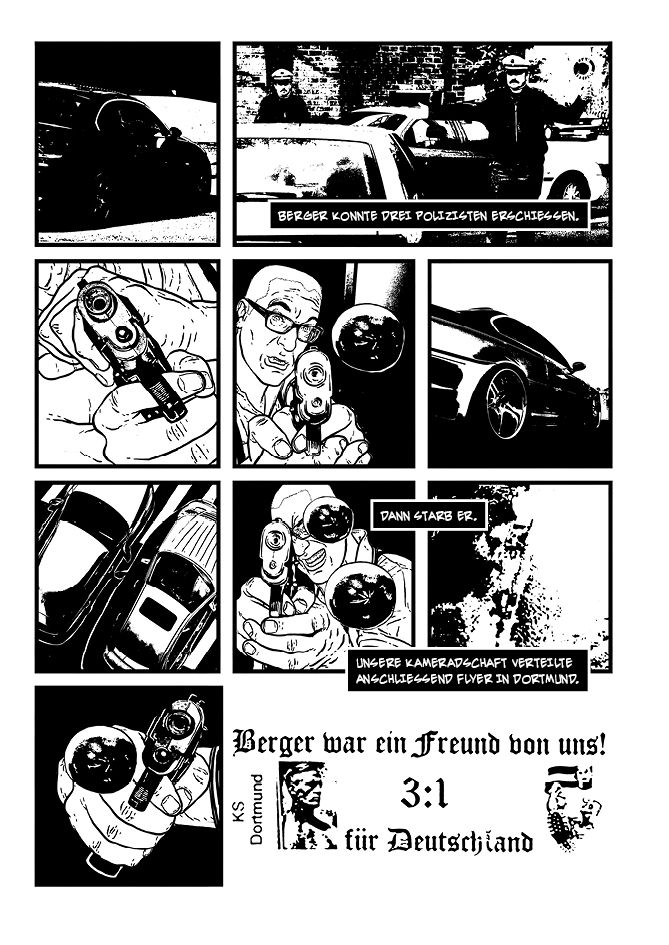 BERGER KONNTE DREI POLIZISTEN ERSCHIESSEN.
DANN STARB ER.
UNSERE KAMERADSCHAFT VERTEILTE
ANSCHLIESSEND FLYER IN DORTMUND.
Berger war ein Freund von uns!
KS
Dortmund
3:1
für Deutschland